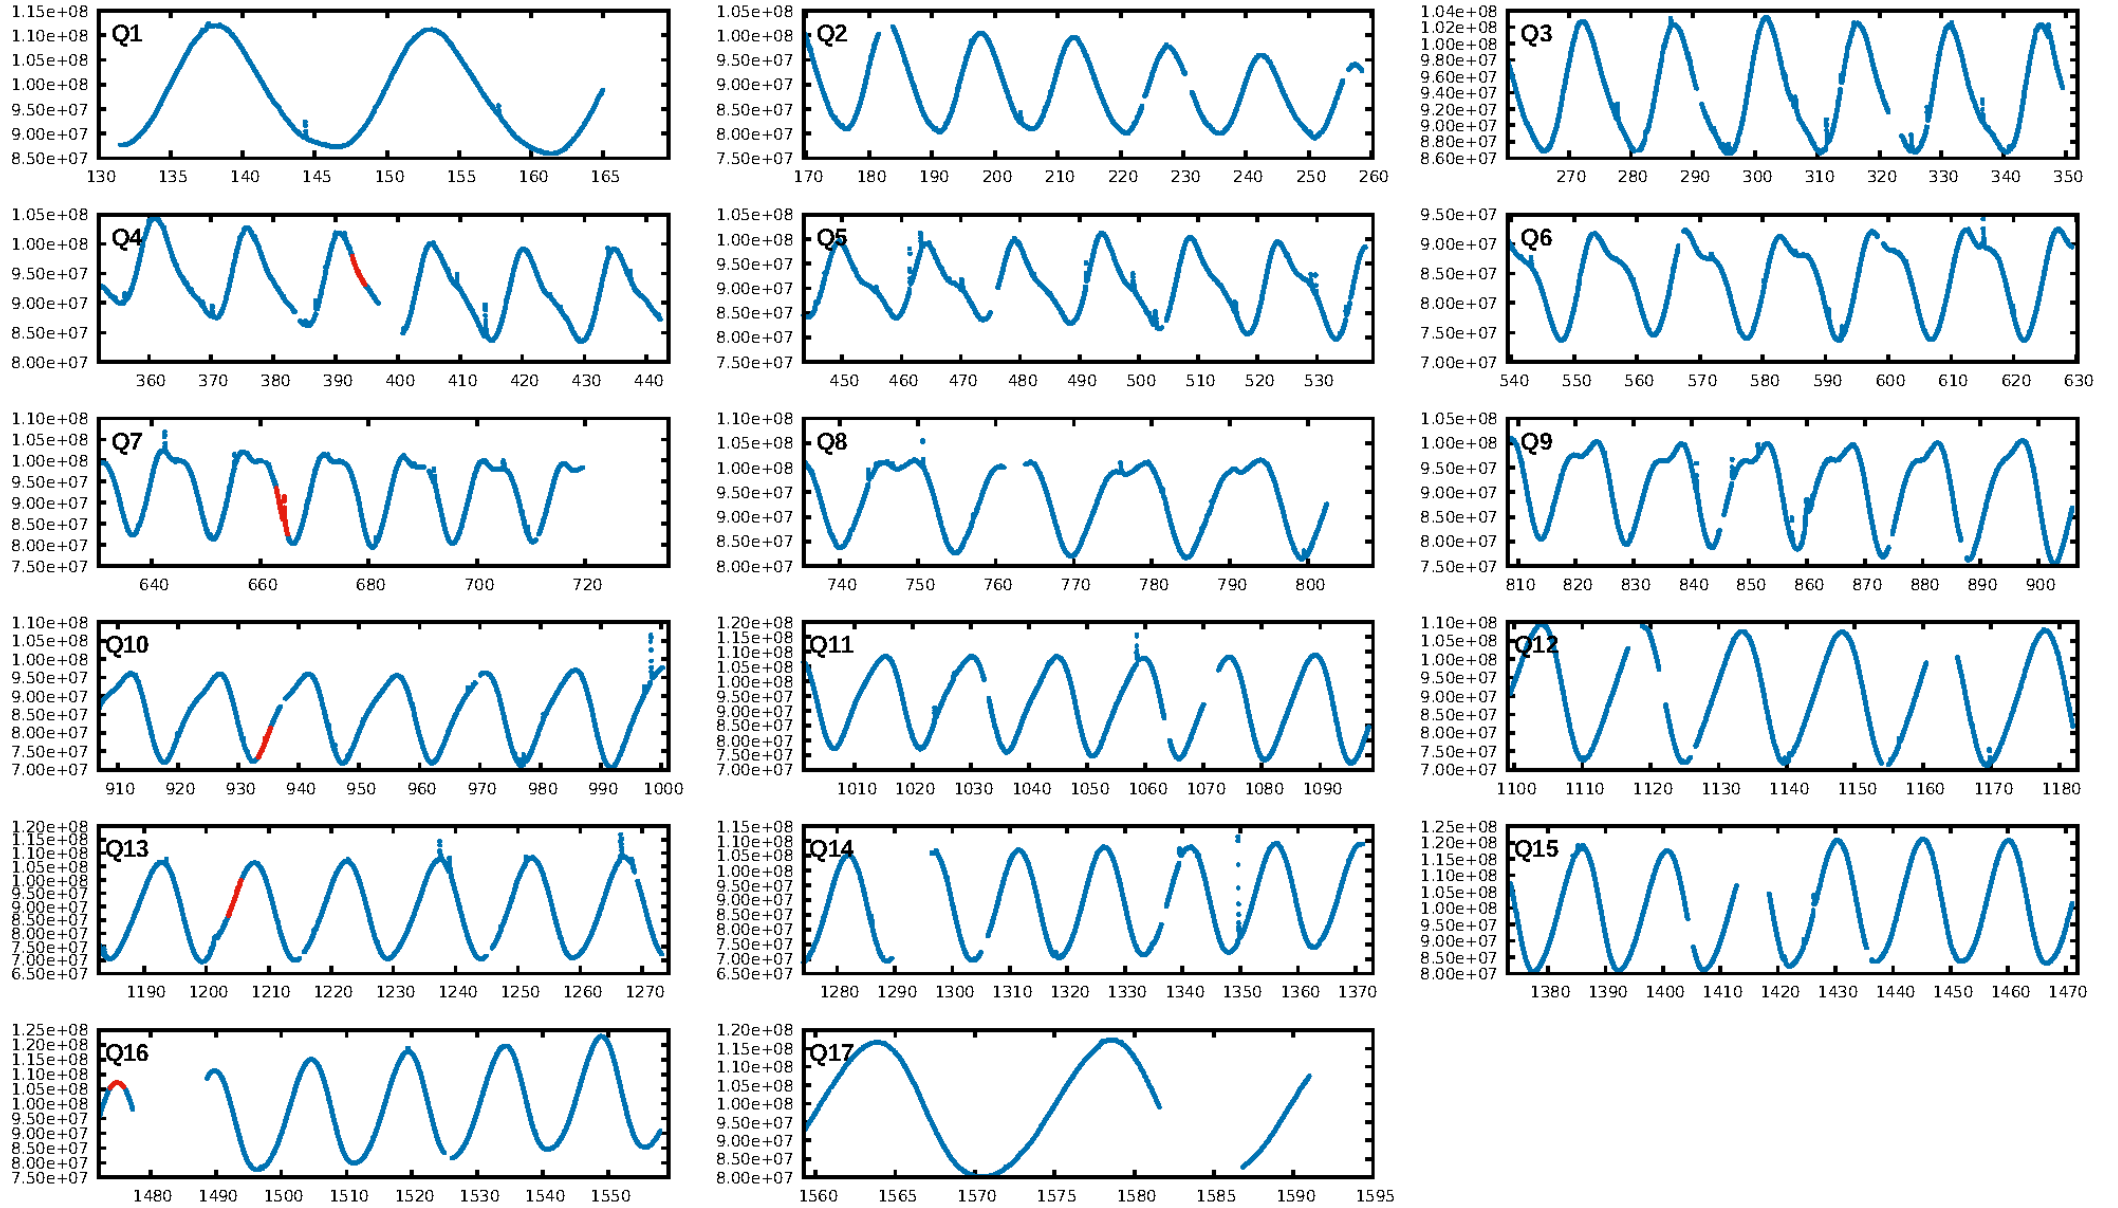 Q1
1.15e+08
1.10e+08
1.05e+08
1.00e+08
9.50e+07
9.00e+07
8.50e+07
130 135 140 145 150 155 160 165
Q2
1.05e+08
1.00e+08
9.50e+07
9.00e+07
8.50e+07
8.00e+07
7.50e+07
170 180 190 200 210 220 230 240 250 260
Q3
1.04e+08
1.02e+08
1.00e+08
9.80e+07
9.60e+07
9.40e+07
9.20e+07
9.00e+07
8.80e+07
8.60e+07
270 280 290 300 310 320 330 340 350
Q4
1.05e+08
1.00e+08
9.50e+07
9.00e+07
8.50e+07
8.00e+07
360 370 380 390 400 410 420 430 440
Q5
1.05e+08
1.00e+08
9.50e+07
9.00e+07
8.50e+07
8.00e+07
7.50e+07
450 460 470 480 490 500 510 520 530
Q6
9.50e+07
9.00e+07
8.50e+07
8.00e+07
7.50e+07
7.00e+07
540 550 560 570 580 590 600 610 620 630
Q7
1.10e+08
1.05e+08
1.00e+08
9.50e+07
9.00e+07
8.50e+07
8.00e+07
7.50e+07
640 660 680 700 720
Q8
1.10e+08
1.05e+08
1.00e+08
9.50e+07
9.00e+07
8.50e+07
8.00e+07
740 750 760 770 780 790 800
Q9
1.05e+08
1.00e+08
9.50e+07
9.00e+07
8.50e+07
8.00e+07
7.50e+07
810 820 830 840 850 860 870 880 890 900
Q10
1.10e+08
1.05e+08
1.00e+08
9.50e+07
9.00e+07
8.50e+07
8.00e+07
7.50e+07
7.00e+07
910 920 930 940 950 960 970 980 990 1000
Q11
1.20e+08
1.15e+08
1.10e+08
1.05e+08
1.00e+08
9.50e+07
9.00e+07
8.50e+07
8.00e+07
7.50e+07
7.00e+07
1010 1020 1030 1040 1050 1060 1070 1080 1090
Q12
1.10e+08
1.05e+08
1.00e+08
9.50e+07
9.00e+07
8.50e+07
8.00e+07
7.50e+07
7.00e+07
1100 1110 1120 1130 1140 1150 1160 1170 1180
Q13
1.20e+08
1.15e+08
1.10e+08
1.05e+08
1.00e+08
9.50e+07
9.00e+07
8.50e+07
8.00e+07
7.50e+07
7.00e+07
6.50e+07
1190 1200 1210 1220 1230 1240 1250 1260 1270
Q14
1.15e+08
1.10e+08
1.05e+08
1.00e+08
9.50e+07
9.00e+07
8.50e+07
8.00e+07
7.50e+07
7.00e+07
6.50e+07
1280 1290 1300 1310 1320 1330 1340 1350 1360 1370
Q15
1.25e+08
1.20e+08
1.15e+08
1.10e+08
1.05e+08
1.00e+08
9.50e+07
9.00e+07
8.50e+07
8.00e+07
1380 1390 1400 1410 1420 1430 1440 1450 1460 1470
Q16
1.25e+08
1.20e+08
1.15e+08
1.10e+08
1.05e+08
1.00e+08
9.50e+07
9.00e+07
8.50e+07
8.00e+07
7.50e+07
1480 1490 1500 1510 1520 1530 1540 1550
Q17
1.20e+08
1.15e+08
1.10e+08
1.05e+08
1.00e+08
9.50e+07
9.00e+07
8.50e+07
8.00e+07
1560 1565 1570 1575 1580 1585 1590 1595